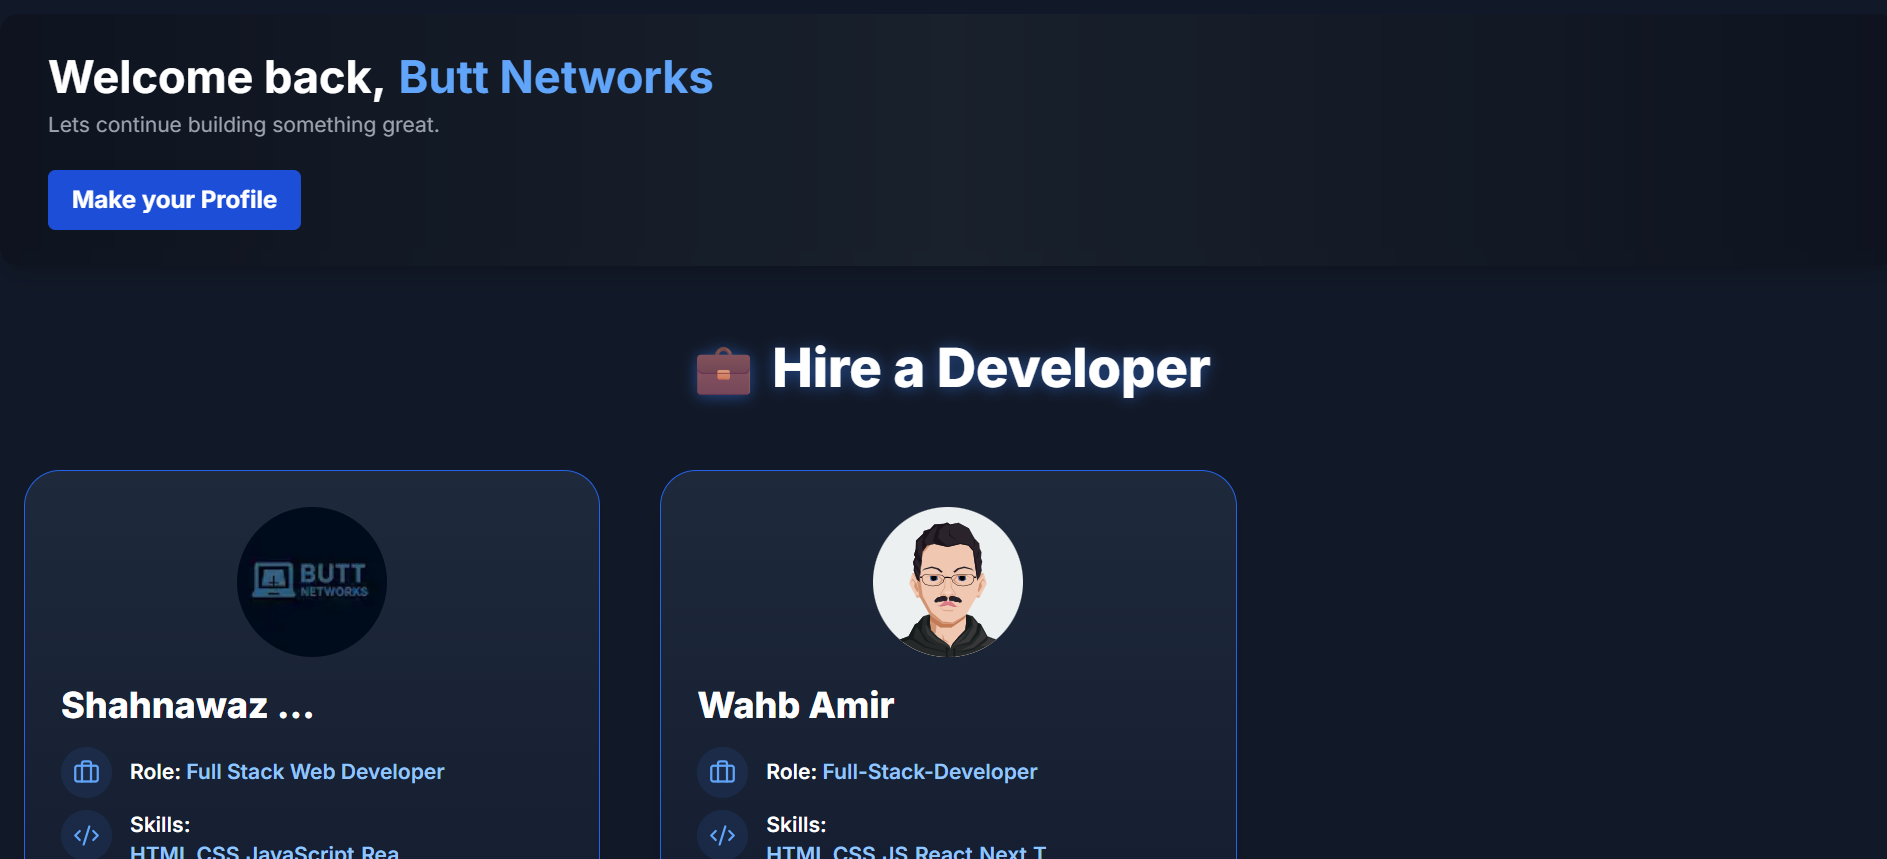 Welcome back, Butt Networks
Lets continue building something great.
Make your Profile
Hire a Developer
BUTT
NETWORKS
Shahnawaz ...
Role: Full Stack Web Developer
Skills:
HTML CSS JavaScript Rea
Wahb Amir
Role: Full-Stack-Developer
Skills:
HTML CSS JS React Next T